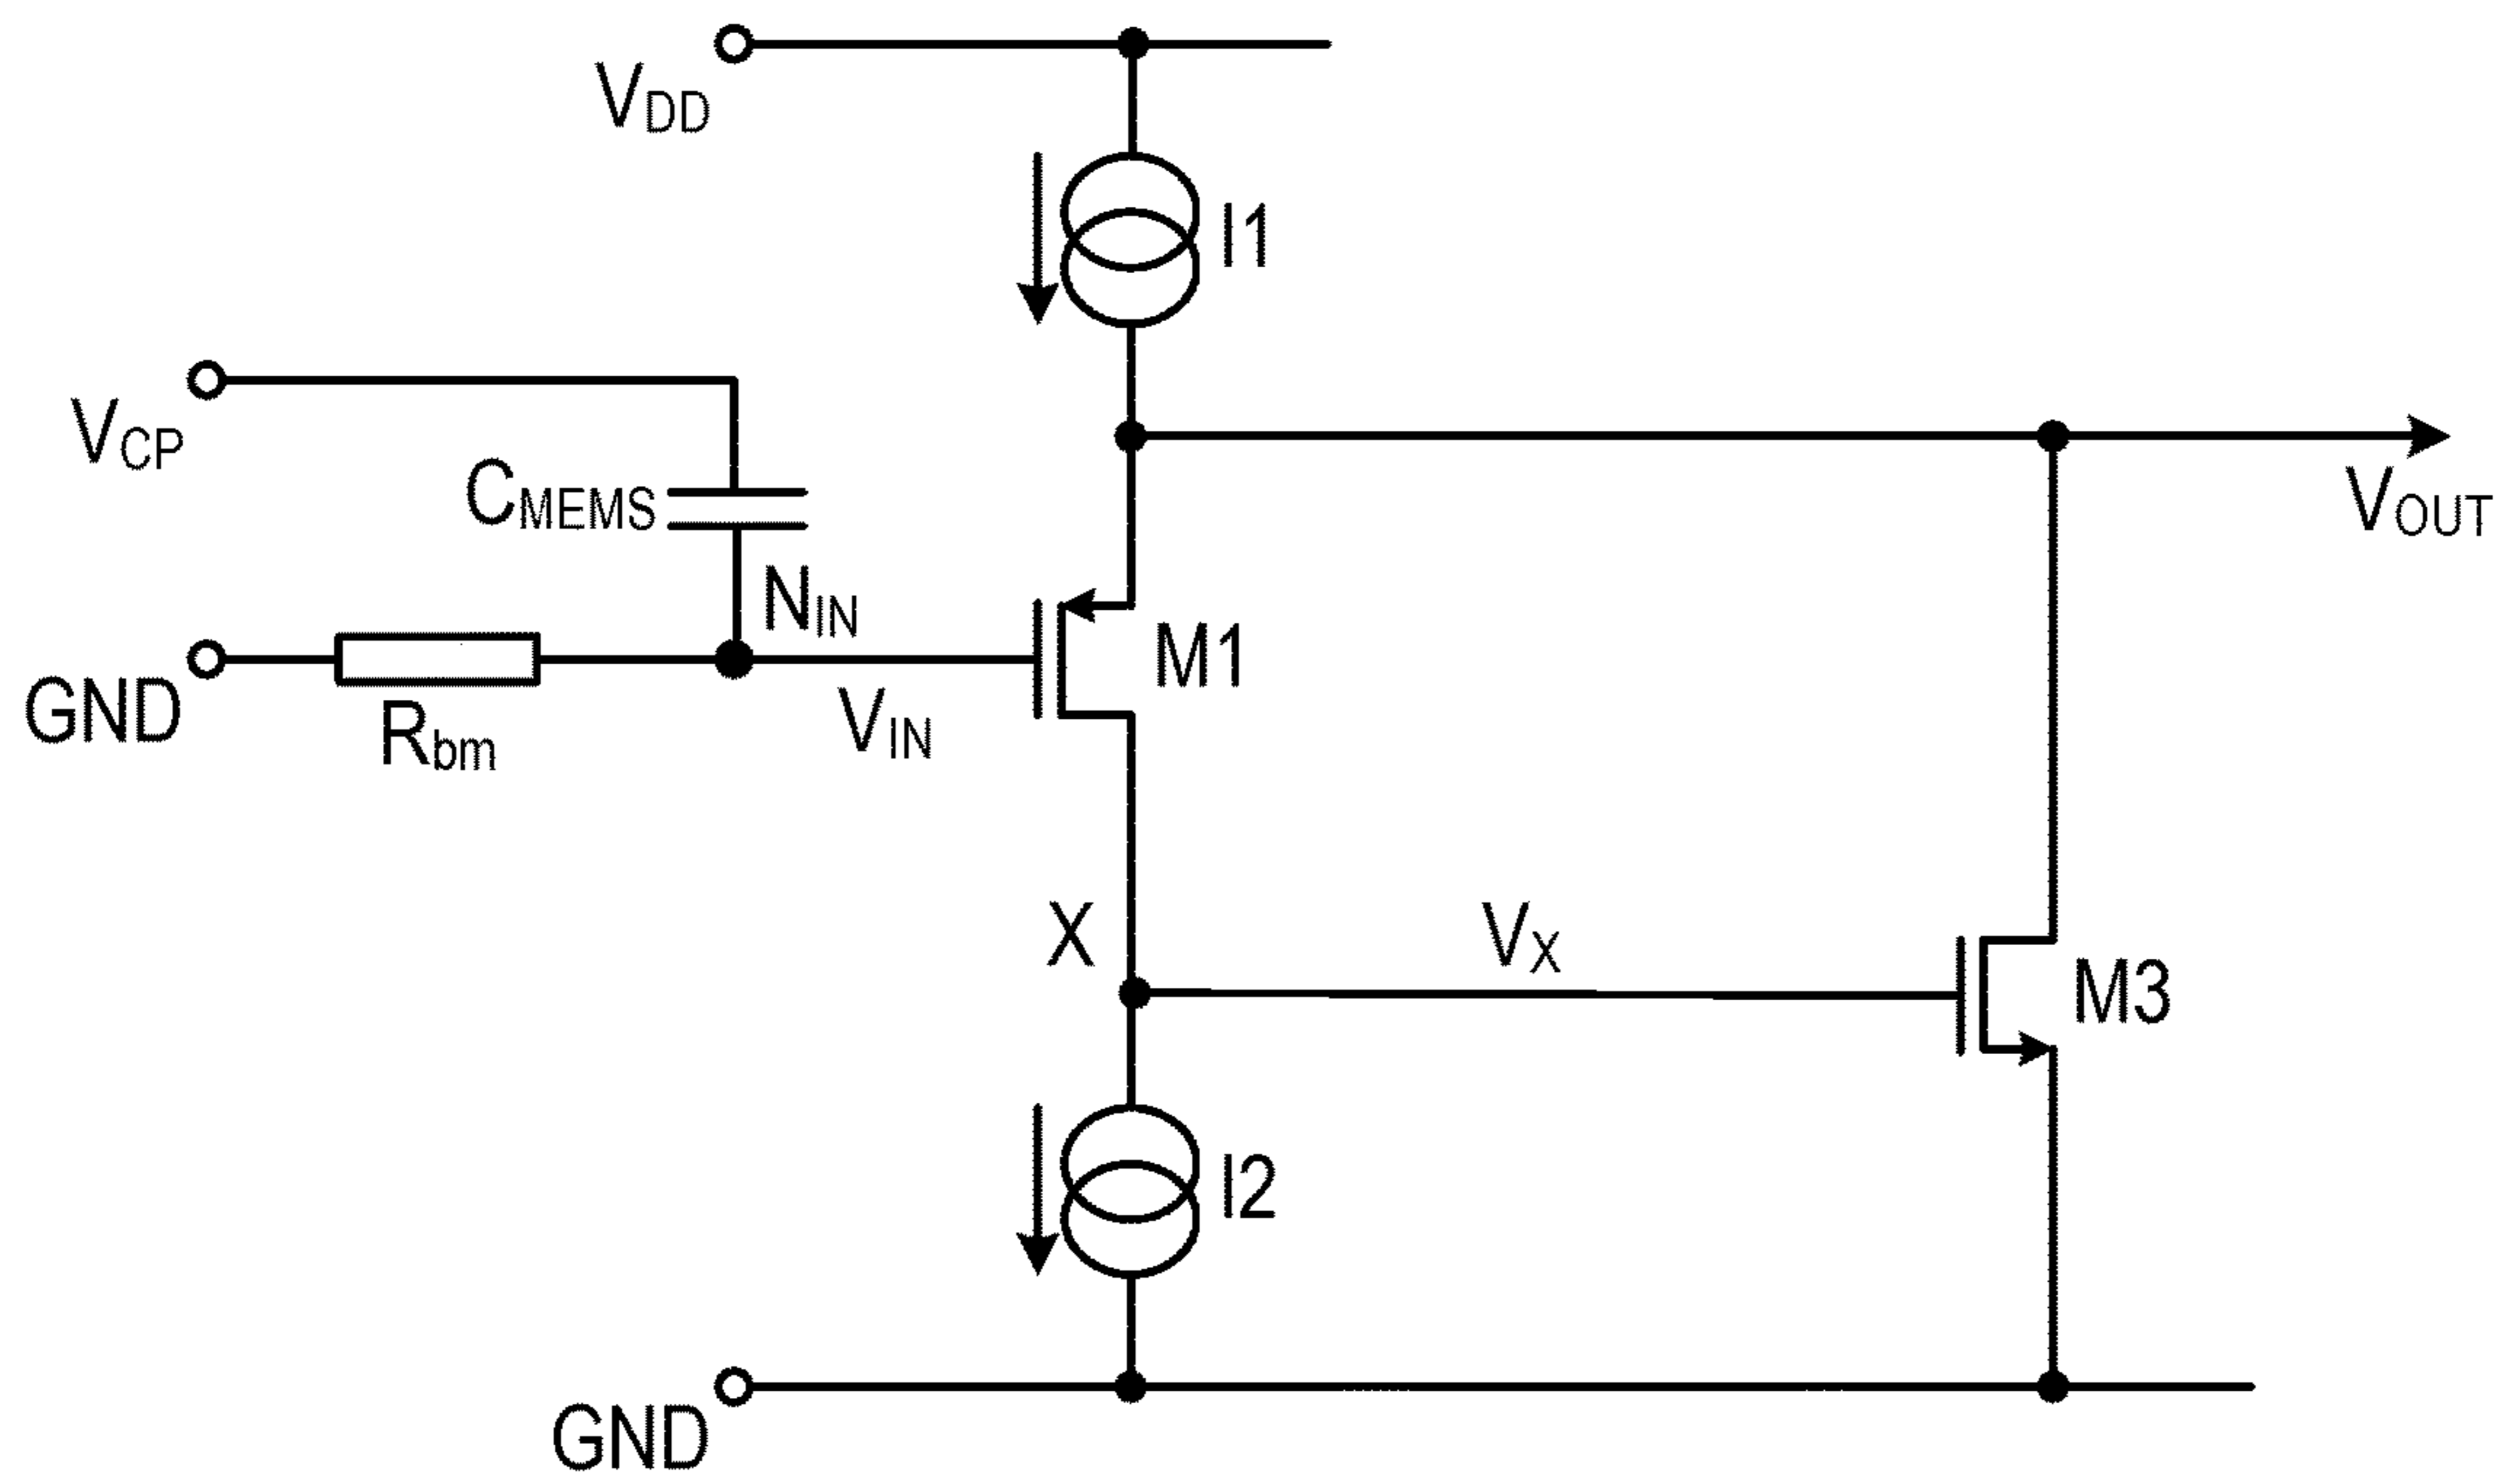 VDD
I1
VCP
CMEMS
VOUT
NIN
M1
GND
Rbm
VIN
X
VX
M3
I2
GND